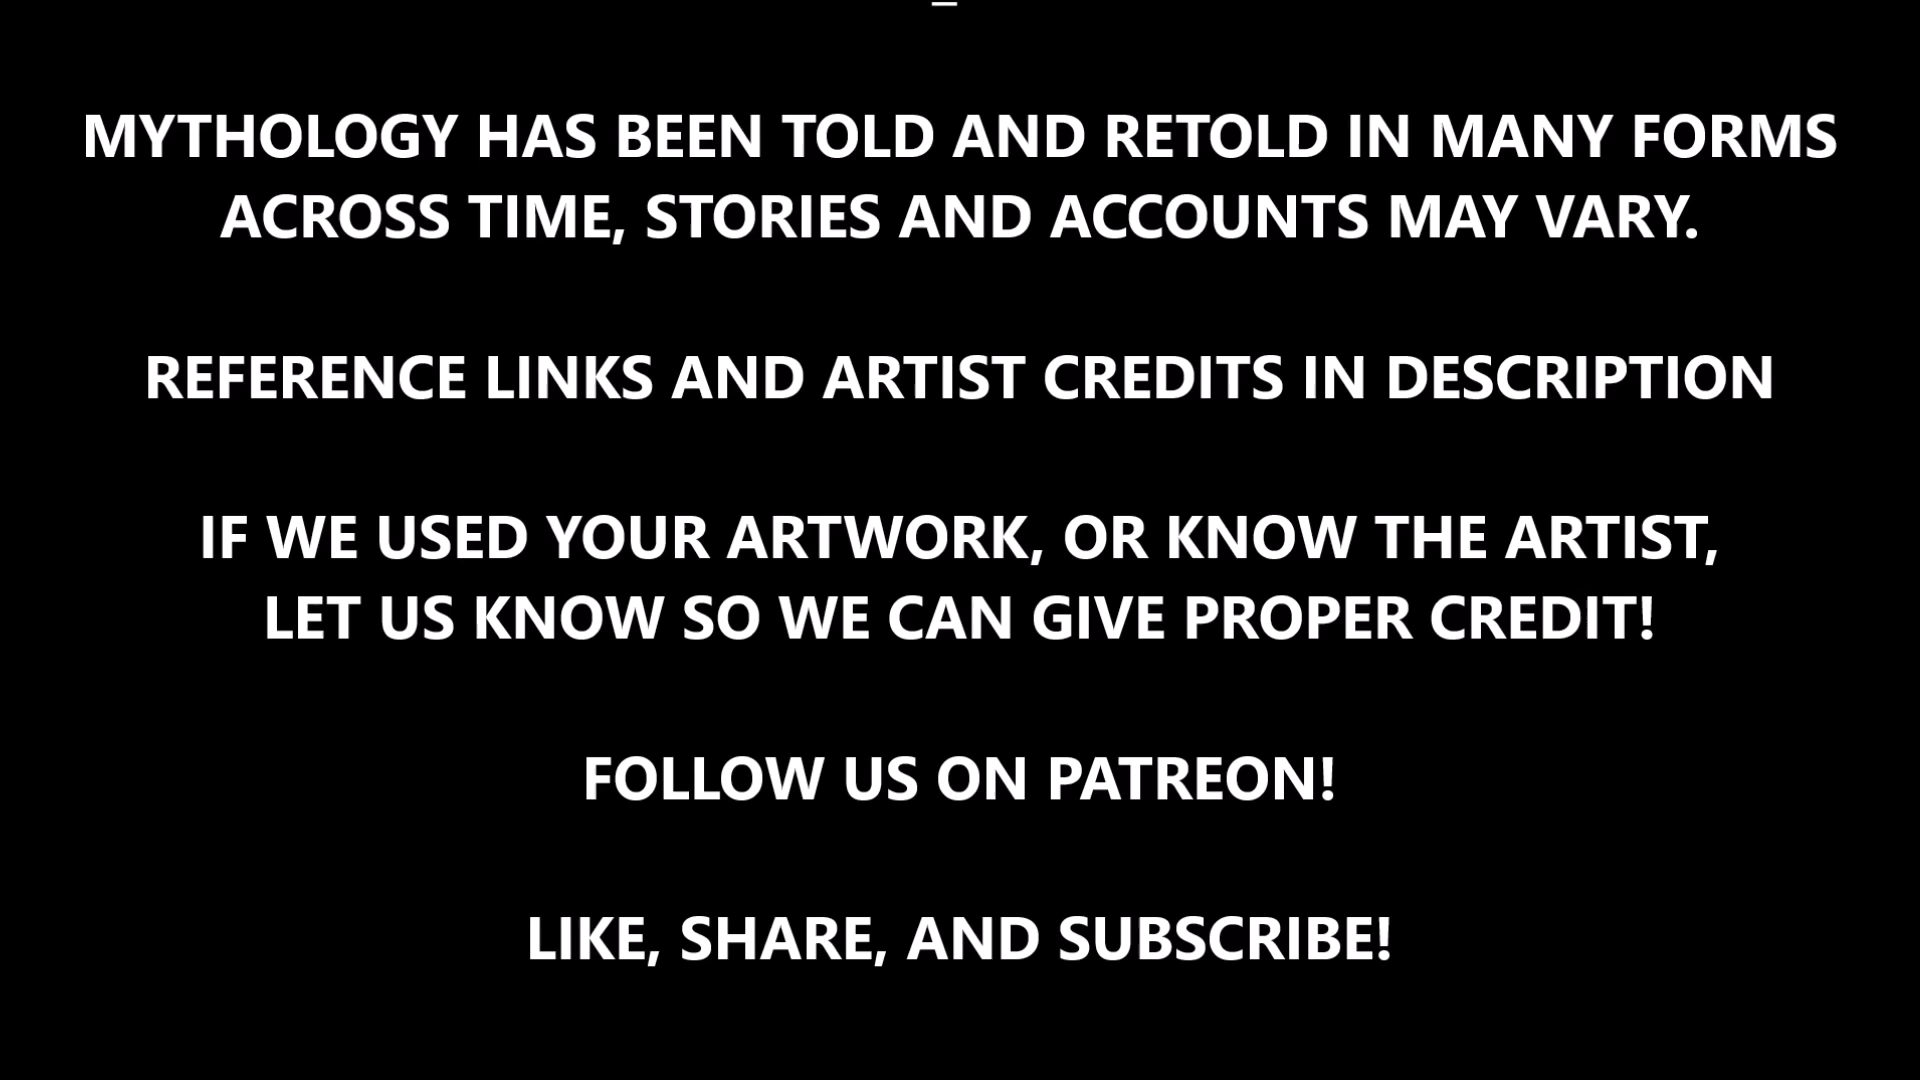 MYTHOLOGY HAS BEEN TOLD AND RETOLD IN MANY FORMS
ACROSS TIME, STORIES AND ACCOUNTS MAY VARY.
REFERENCE LINKS AND ARTIST CREDITS IN DESCRIPTION
IF WE USED YOUR ARTWORK, OR KNOW THE ARTIST,
LET US KNOW SO WE CAN GIVE PROPER CREDIT!
FOLLOW US ON PATREON!
LIKE, SHARE, AND SUBSCRIBE!